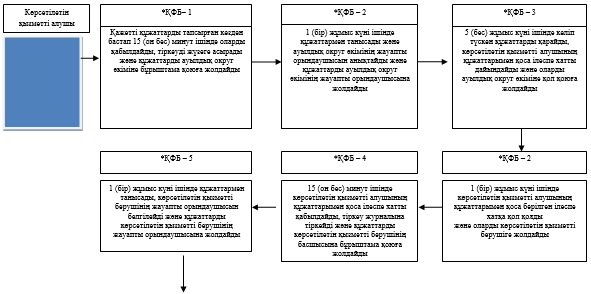 Көрсетілетін
қызметті алушы
*ҚФБ– 1
Қажетті құжаттарды тапсырған кезден
бастап 15 (он бес) минут ішінде оларды
қабылдайды, тіркеуді жүзеге асырады
және құжаттарды ауылдық округ
әкіміне бұрыштама қоюға жолдайды
*ҚФБ – 2
1 (бір) жұмыс күні ішінде
құжаттармен танысады және
ауылдық округ әкімінің жауапты
орындаушысын анықтайды және
құжаттарды ауылдық округ
әкімінің жауапты орындаушысына
жолдайды
*ҚФБ – 3
5 (бес) жұмыс күні ішінде келіп
түскен құжаттарды қарайды,
көрсетілетін қызметті алушының
құжаттарымен қоса ілеспе хатты
дайындайды және оларды
ауылдық округ әкіміне қол қоюға
жолдайды
*ҚФБ – 5
1 (бір) жұмыс күні ішінде құжаттармен
танысады, көрсетілетін қызметті
берушінің жауапты орындаушысын
белгілейді және құжаттарды
көрсетілетін қызметті берушінің
жауапты орындаушысына жолдайды
*ҚФБ – 4
15 (он бес) минут ішінде
көрсетілетін қызметті алушының
құжаттарымен қоса ілеспе хатты
қабылдайды, тіркеу журналына
тіркейді және құжаттарды
көрсетілетін қызметті берушінің
басшысына бұрыштама қоюға
жолдайды
*ҚФБ – 2
1 (бір) жұмыс күні ішінде
көрсетілетін қызметті алушының
құжаттарымен қоса берілген ілеспе
хатқа қол қояды
және оларды көрсетілетін қызметті
берушіге жолдайды